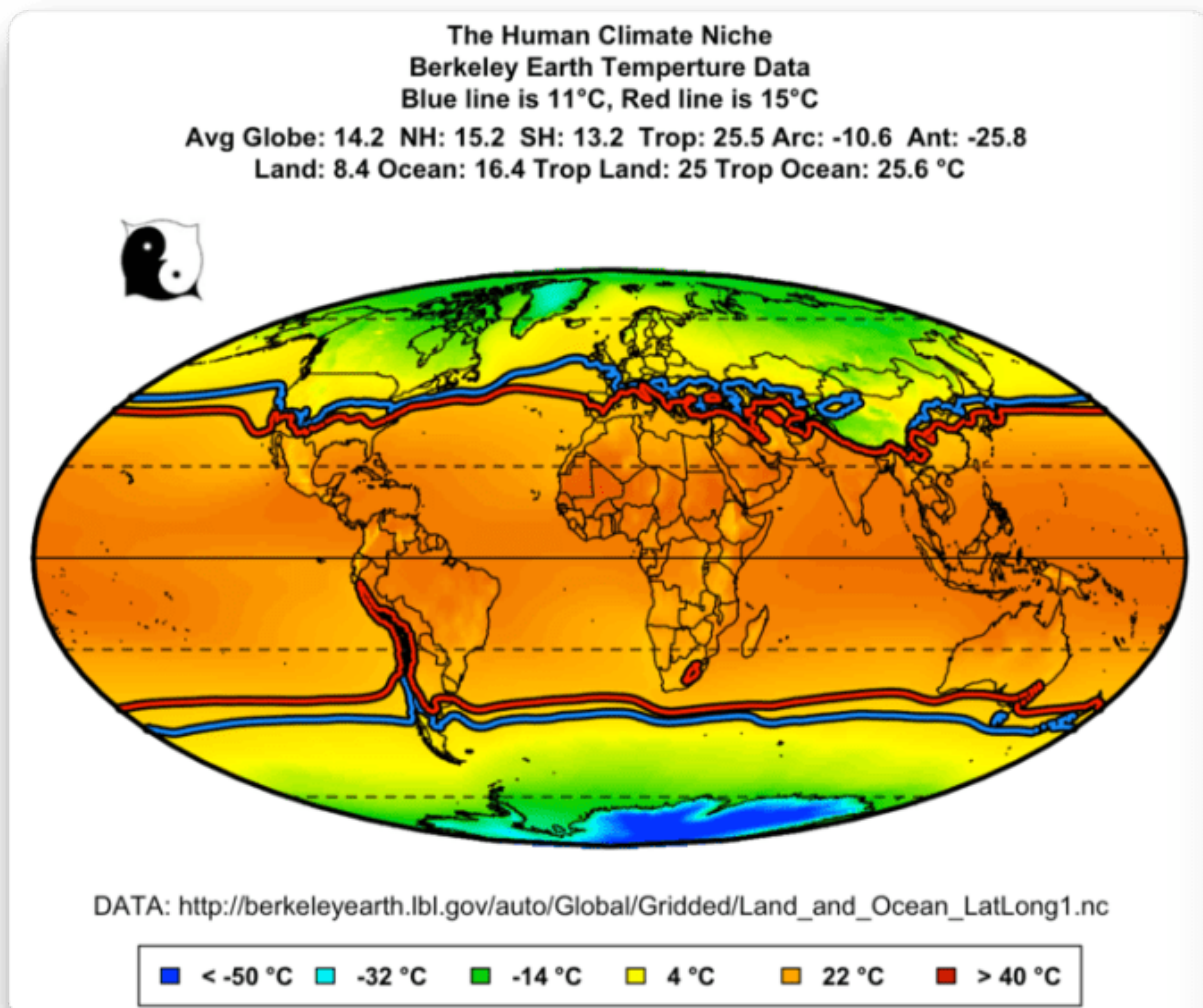 The Human Climate Niche
Berkeley Earth Temperture Data
Blue line is 11°C, Red line is 15°C
Avg Globe: 14.2 NH: 15.2 SH: 13.2 Trop: 25.5 Arc: -10.6 Ant: -25.8
Land: 8.4 Ocean: 16.4 Trop Land: 25 Trop Ocean: 25.6 °C
DATA: http://berkeleyearth.lbl.gov/auto/Global/Gridded/Land_and_Ocean_LatLong1.nc
< -50 °C -32 °C -14 °C 4 °C 22 °C > 40 °C